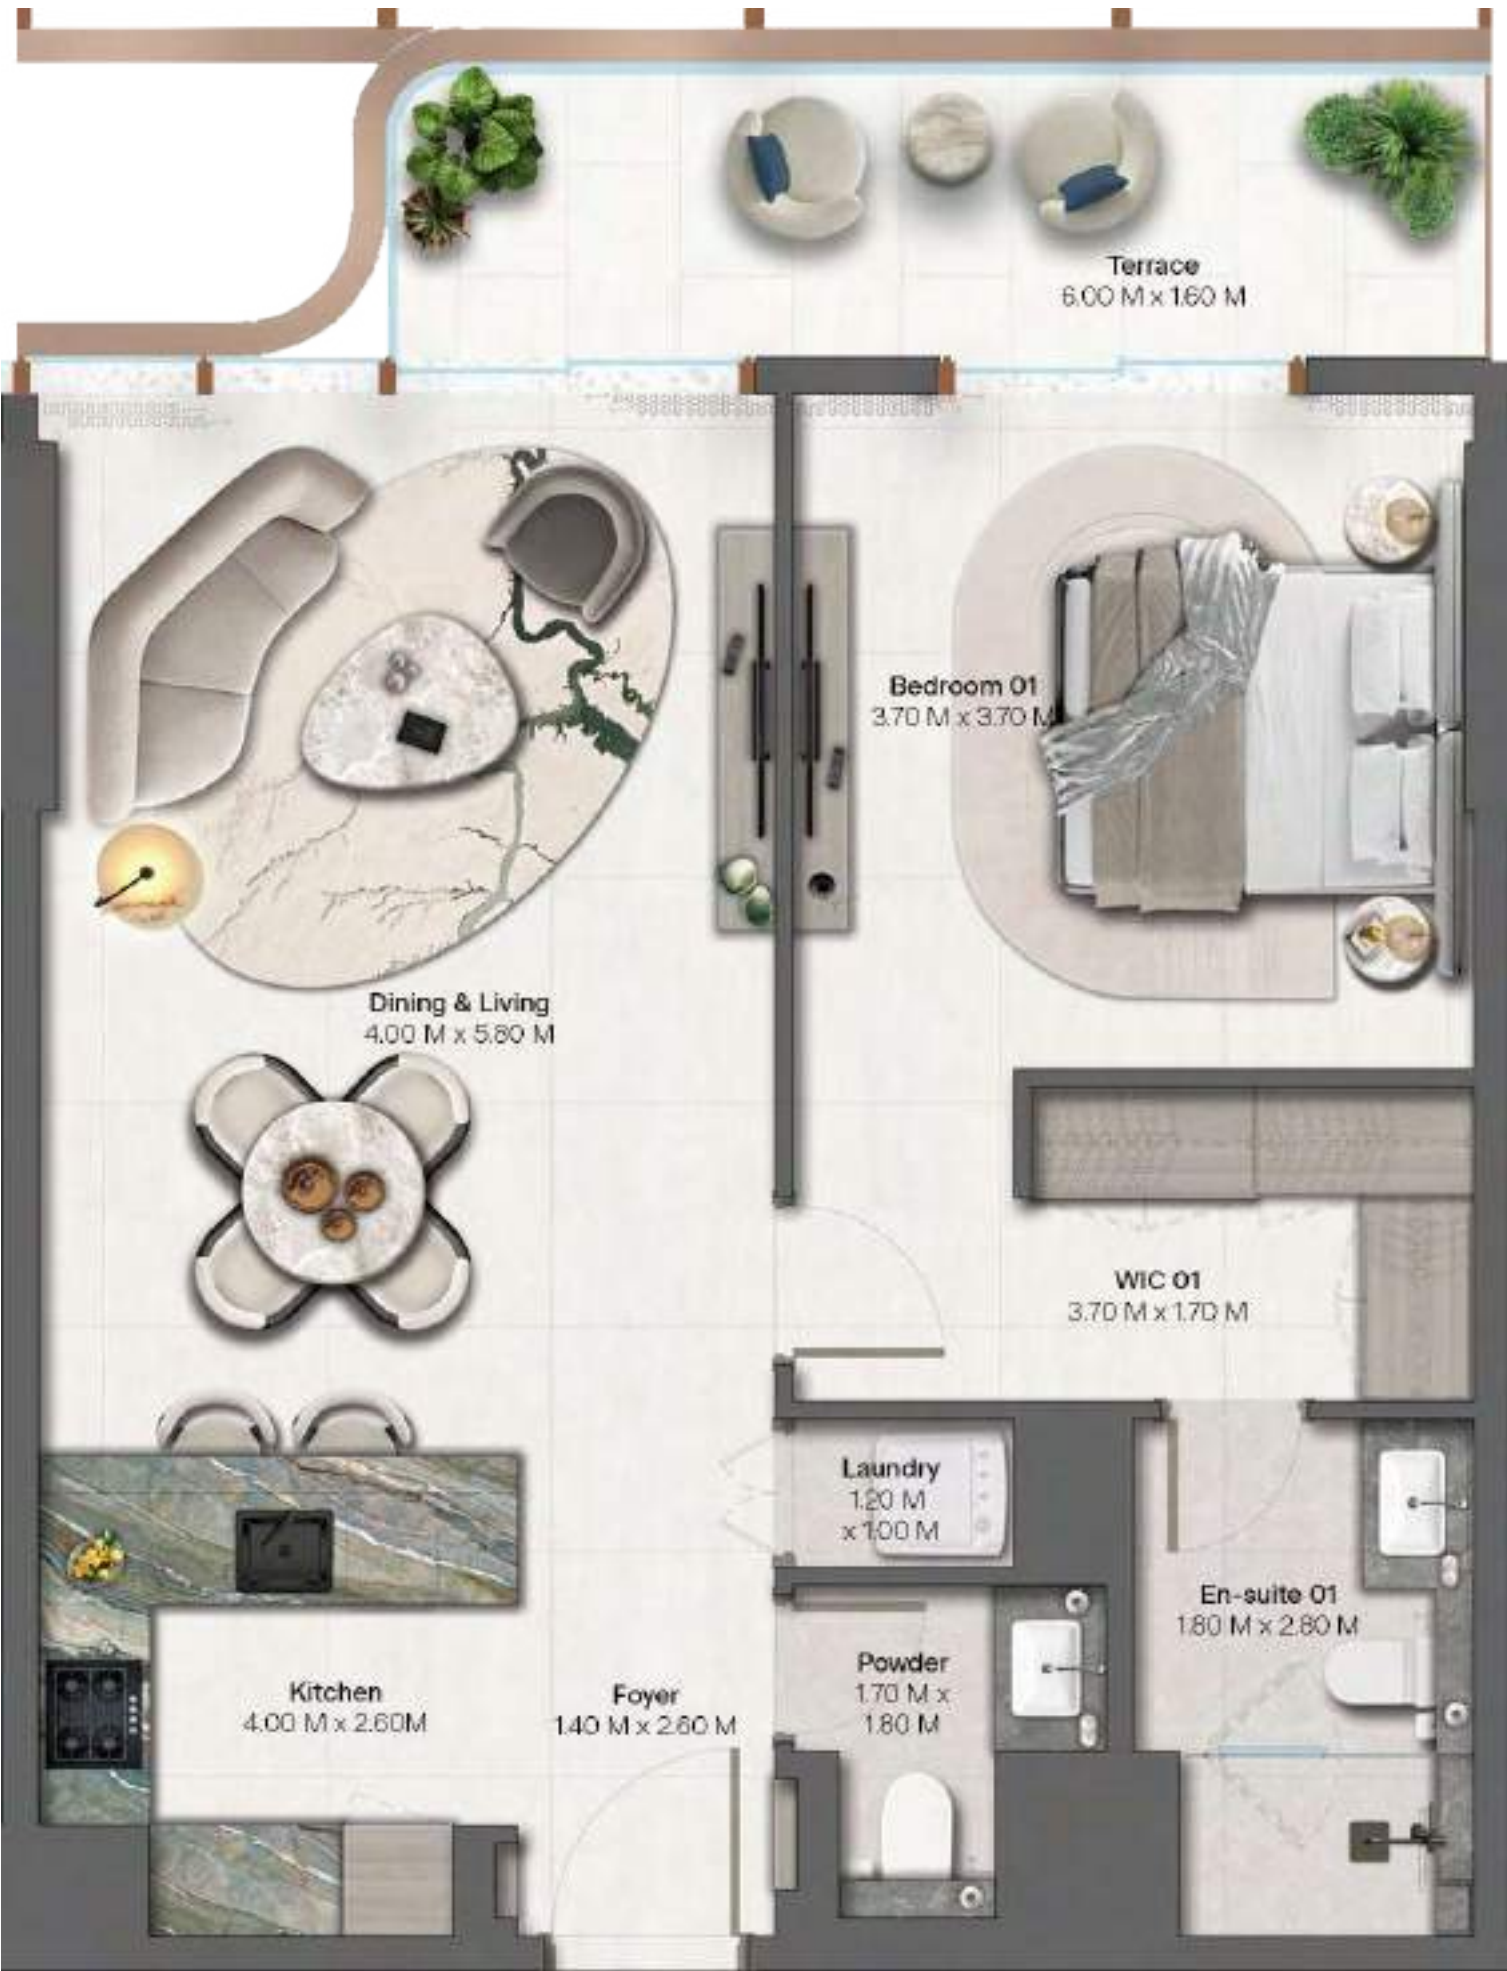 Terrace
6.00 M x 1.60 M
Bedroom 01
3.70 M x 3.70 M
Dining & Living
4.00 M x 5.80 M
WIC 01
3.70 M x 1.70 M
Laundry
1.20 M
x 1.00 M
En-suite 01
1.80 M x 2.80 M
Powder
1.70 M x
1.80 M
Kitchen
4.00 M x 2.60M
Foyer
1.40 M x 2.60 M